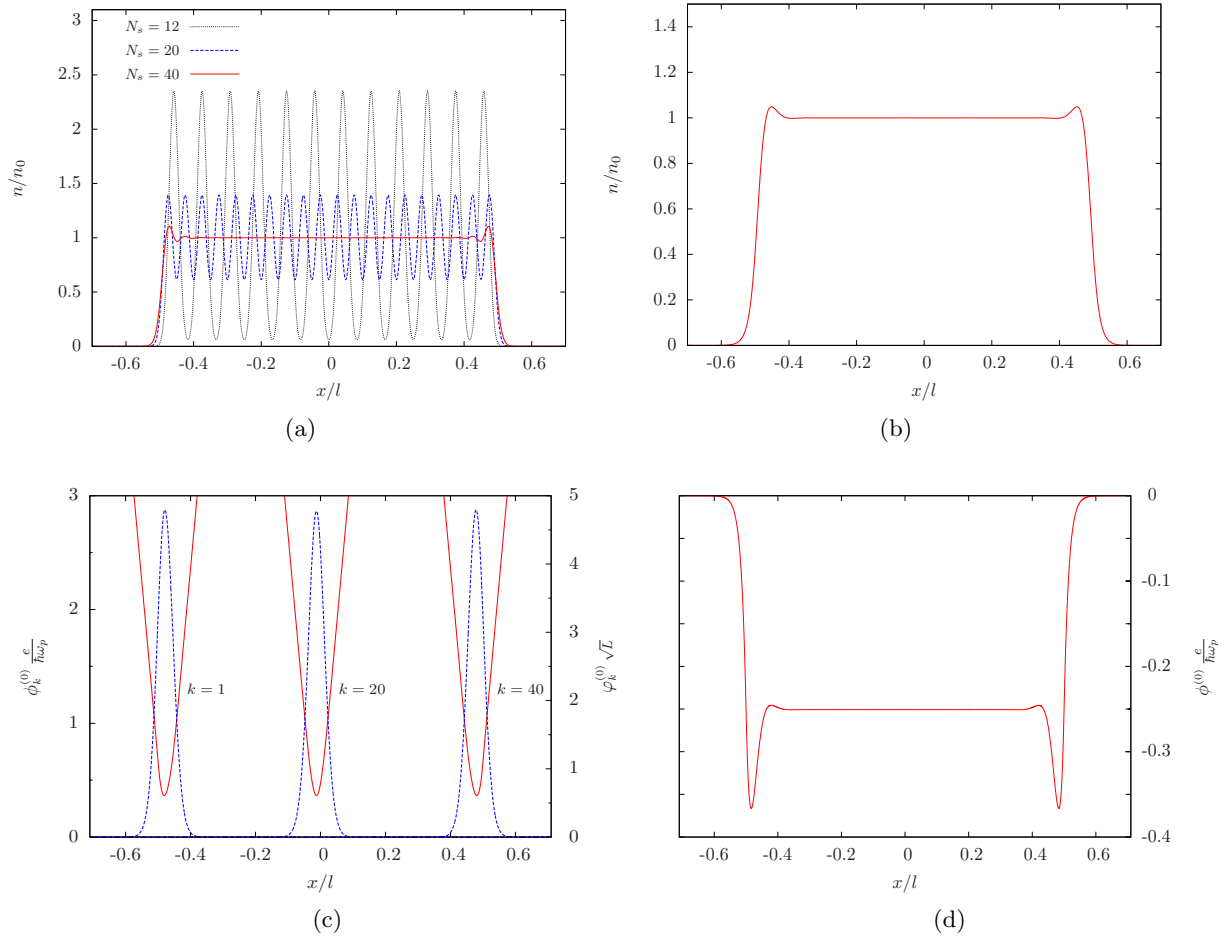 3
2.5
2
1.5
1
0.5
0
n/n₀
N_s = 12
N_s = 20
N_s = 40
-0.6 -0.4 -0.2 0 0.2 0.4 0.6
x/l
(a)
1.4
1.2
1
0.8
0.6
0.4
0.2
0
n/n₀
-0.6 -0.4 -0.2 0 0.2 0.4 0.6
x/l
(b)
3
2
1
0
ϕ_k^{(0)} e/ℏω_p
k = 1
k = 20
k = 40
5
4
3
2
1
0
φ_k^{(0)} √L
-0.6 -0.4 -0.2 0 0.2 0.4 0.6
x/l
(c)
0
-0.1
-0.2
-0.3
-0.4
ϕ^{(0)} e/ℏω_p
-0.6 -0.4 -0.2 0 0.2 0.4 0.6
x/l
(d)